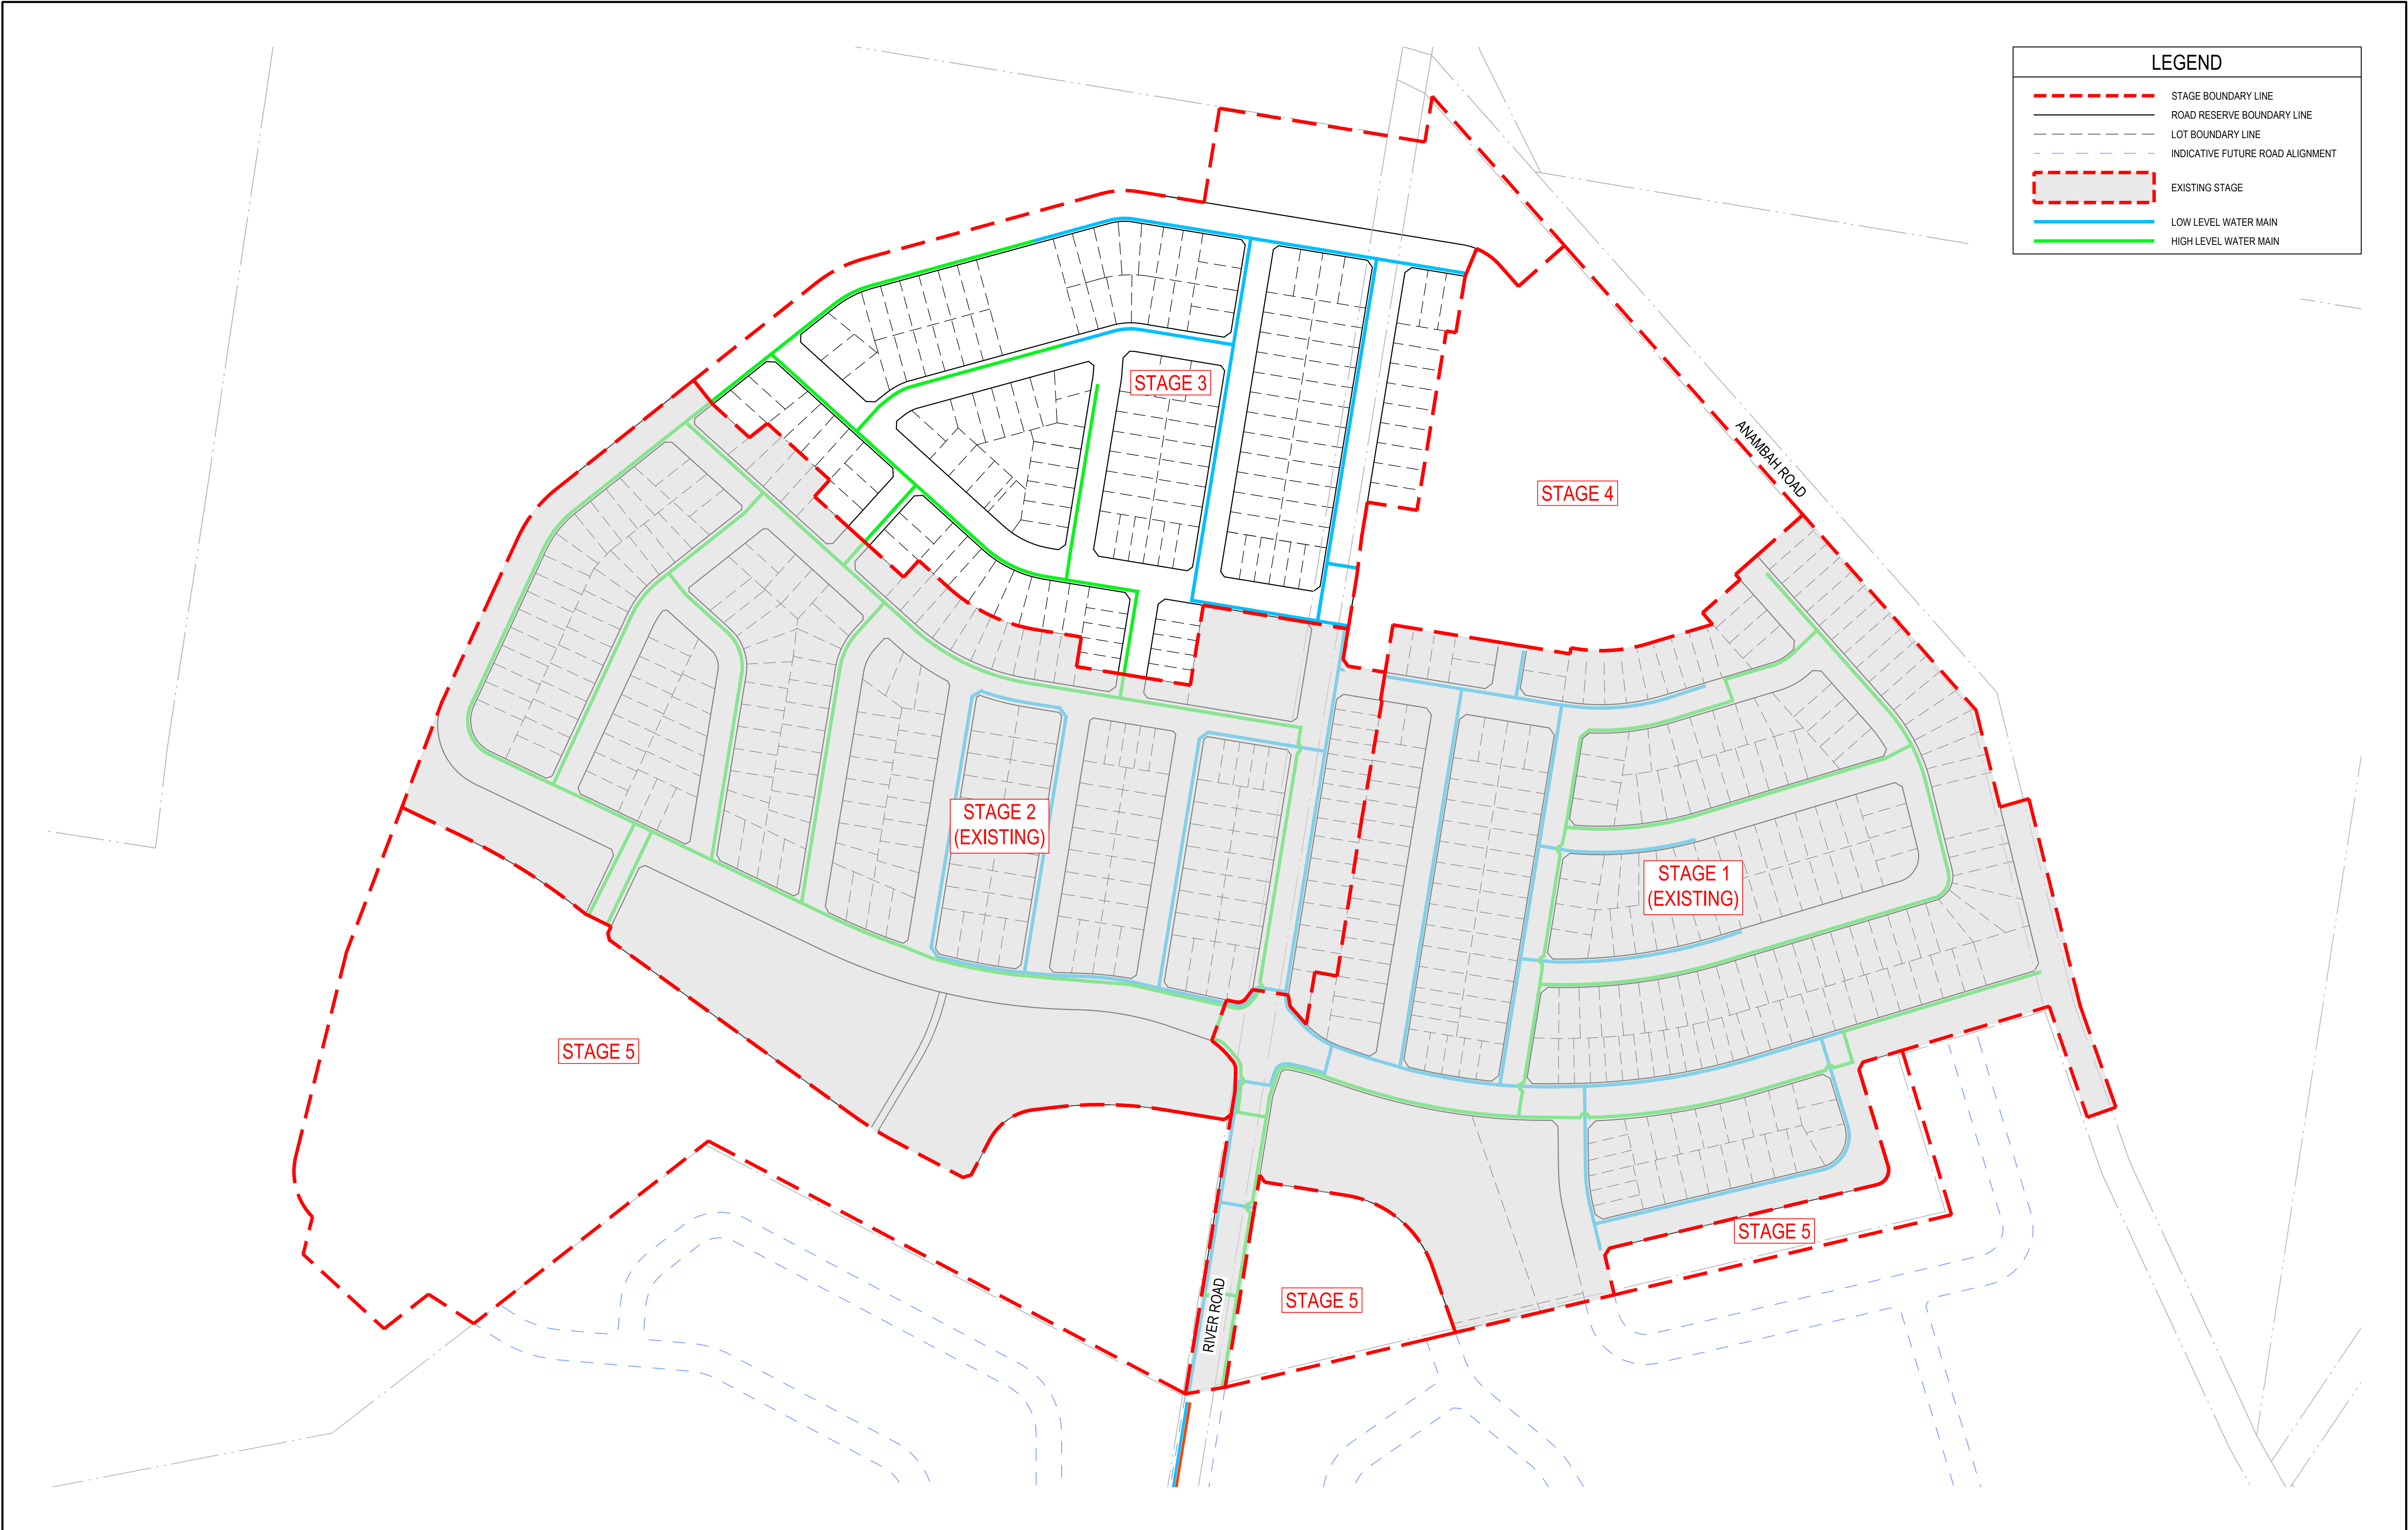 LEGEND
STAGE BOUNDARY LINE
ROAD RESERVE BOUNDARY LINE
LOT BOUNDARY LINE
INDICATIVE FUTURE ROAD ALIGNMENT
EXISTING STAGE
LOW LEVEL WATER MAIN
HIGH LEVEL WATER MAIN
STAGE 3
ANAMBAH ROAD
STAGE 4
STAGE 2
(EXISTING)
STAGE 1
(EXISTING)
STAGE 5
STAGE 5
STAGE 5
RIVER ROAD